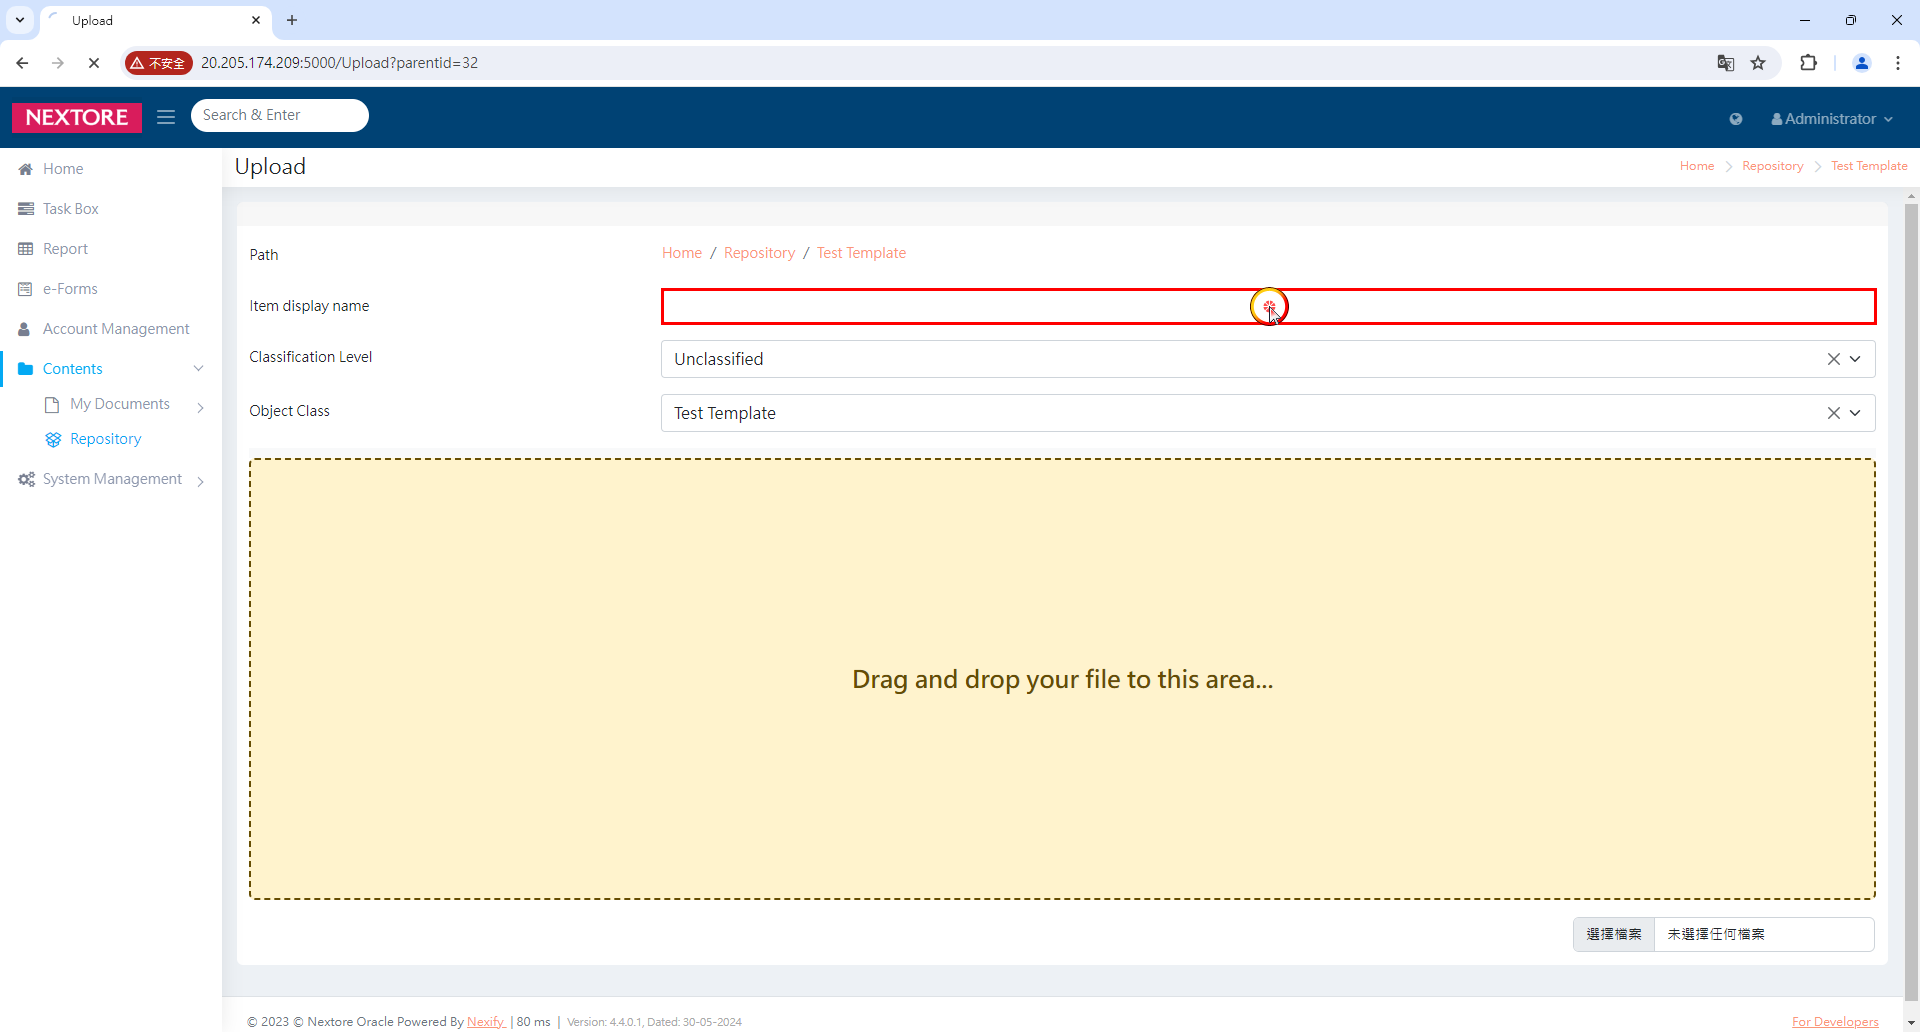 Upload
不安全
20.205.174.209:5000/Upload?parentid=32
NEXTORE
Search & Enter
Administrator
Home
Task Box
Report
e-Forms
Account Management
Contents
My Documents
Repository
System Management
Upload
Home > Repository > Test Template
Path
Home / Repository / Test Template
Item display name
Classification Level
Unclassified
Object Class
Test Template
Drag and drop your file to this area...
選擇檔案 未選擇任何檔案
© 2023 © Nextore Oracle Powered By Nexify | 80 ms | Version: 4.4.0.1, Dated: 30-05-2024
For Developers